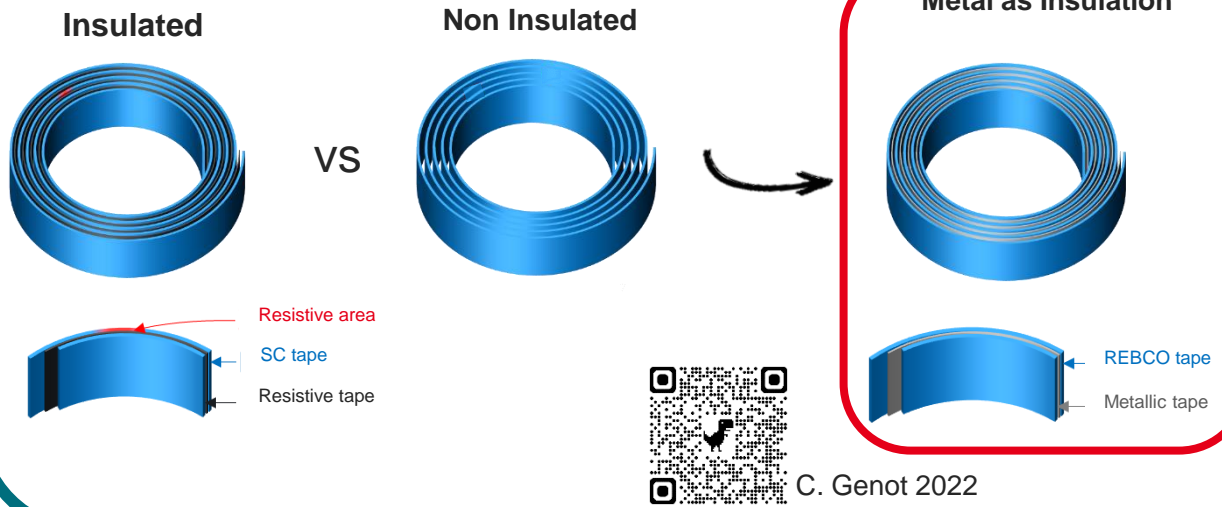 Insulated
Non Insulated
Metal as Insulation
vs
Resistive area
SC tape
Resistive tape
REBCO tape
Metallic tape
C. Genot 2022